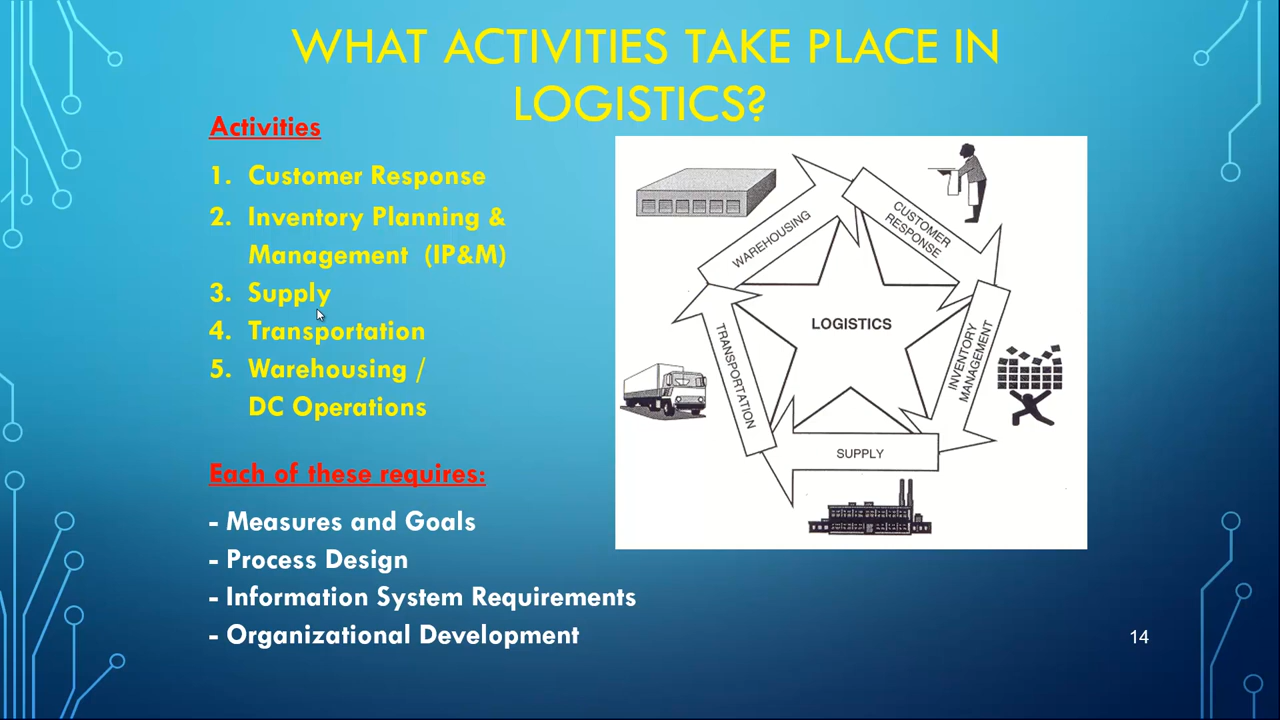 WHAT ACTIVITIES TAKE PLACE IN
LOGISTICS?
Activities
1. Customer Response
2. Inventory Planning &
Management (IP&M)
3. Supply
4. Transportation
5. Warehousing /
DC Operations
Each of these requires:
- Measures and Goals
- Process Design
- Information System Requirements
- Organizational Development
WAREHOUSING
CUSTOMER
RESPONSE
LOGISTICS
TRANSPORTATION
INVENTORY
MANAGEMENT
SUPPLY
14